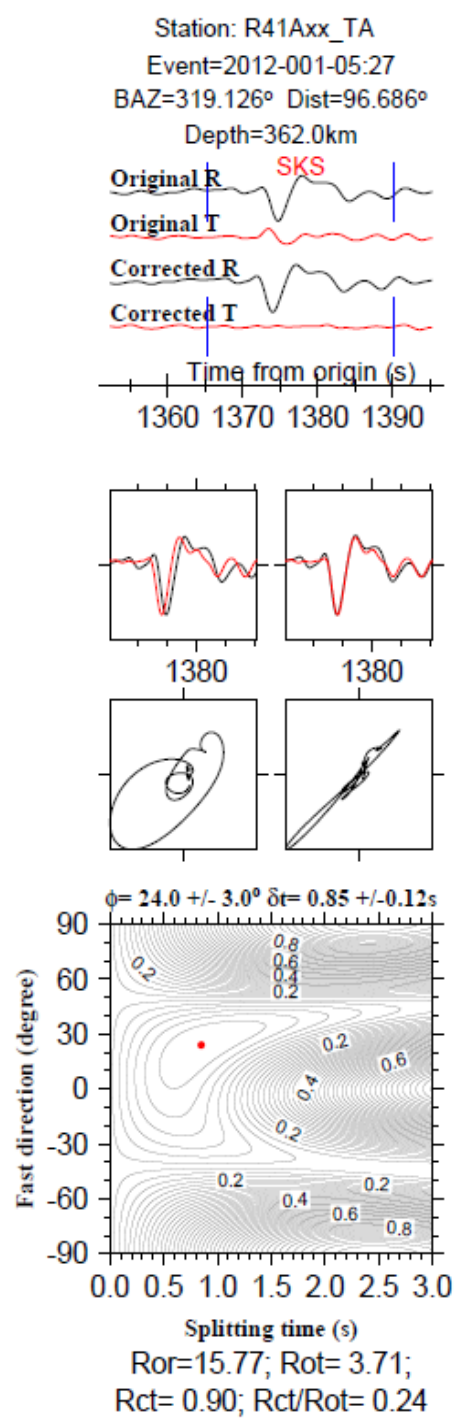 Station: R41Axx_TA
Event=2012-001-05:27
BAZ=319.126º Dist=96.686º
Depth=362.0km
SKS
Original R
Original T
Corrected R
Corrected T
Time from origin (s)
1360 1370 1380 1390
1380 1380
ϕ= 24.0 +/- 3.0⁰ δt= 0.85 +/-0.12s
Fast direction (degree)
90
60
30
0
-30
-60
-90
0.2
0.8
0.6
0.4
0.2
0.2
0.6
0.4
0.2
0.2
0.2
0.4
0.6
0.8
0.0 0.5 1.0 1.5 2.0 2.5 3.0
Splitting time (s)
Ror=15.77; Rot= 3.71;
Rct= 0.90; Rct/Rot= 0.24